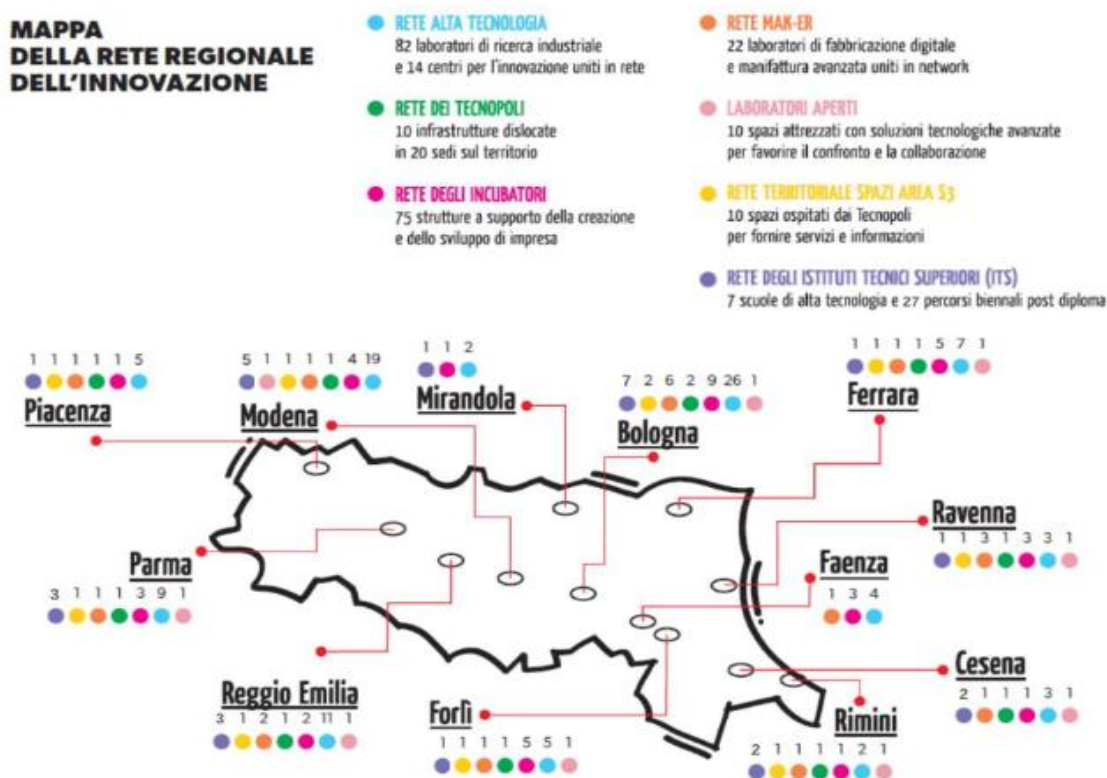 MAPPA
DELLA RETE REGIONALE
DELL'INNOVAZIONE
RETE ALTA TECNOLOGIA
82 laboratori di ricerca industriale
e 14 centri per l'innovazione uniti in rete
RETE DEI TECNOPOLI
10 infrastrutture dislocate
in 20 sedi sul territorio
RETE DEGLI INCUBATORI
75 strutture a supporto della creazione
e dello sviluppo di impresa
RETE MAK-ER
22 laboratori di fabbricazione digitale
e manifattura avanzata uniti in network
LABORATORI APERTI
10 spazi attrezzati con soluzioni tecnologiche avanzate
per favorire il confronto e la collaborazione
RETE TERRITORIALE SPAZI AREA S3
10 spazi ospitati dai Tecnopoli
per fornire servizi e informazioni
RETE DEGLI ISTITUTI TECNICI SUPERIORI (ITS)
7 scuole di alta tecnologia e 27 percorsi biennali post diploma
1 1 1 1 1 5
Piacenza
5 1 1 1 1 4 19
Modena
1 1 2
Mirandola
7 2 6 2 9 26 1
Bologna
1 1 1 1 5 7 1
Ferrara
Ravenna
1 1 3 1 3 3 1
Parma
3 1 1 1 3 9 1
Faenza
1 3 4
Cesena
2 1 1 1 3 1
Reggio Emilia
3 1 2 1 2 11 1
Forlì
1 1 1 1 5 5 1
Rimini
2 1 1 1 1 2 1